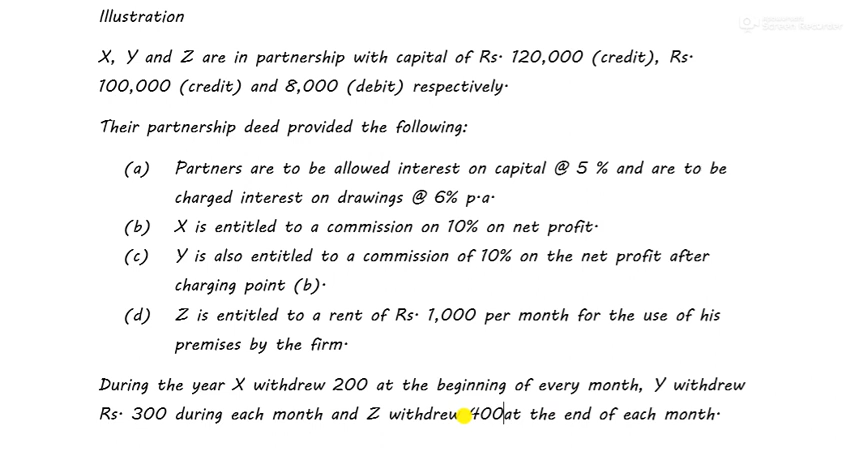 Illustration
X, Y and Z are in partnership with capital of Rs. 120,000 (credit), Rs.
100,000 (credit) and 8,000 (debit) respectively.
Their partnership deed provided the following:
(a) Partners are to be allowed interest on capital @ 5 % and are to be
charged interest on drawings @ 6% p.a.
(b) X is entitled to a commission on 10% on net profit.
(c) Y is also entitled to a commission of 10% on the net profit after
charging point (b).
(d) Z is entitled to a rent of Rs. 1,000 per month for the use of his
premises by the firm.
During the year X withdrew 200 at the beginning of every month, Y withdrew
Rs. 300 during each month and Z withdrew 400at the end of each month.